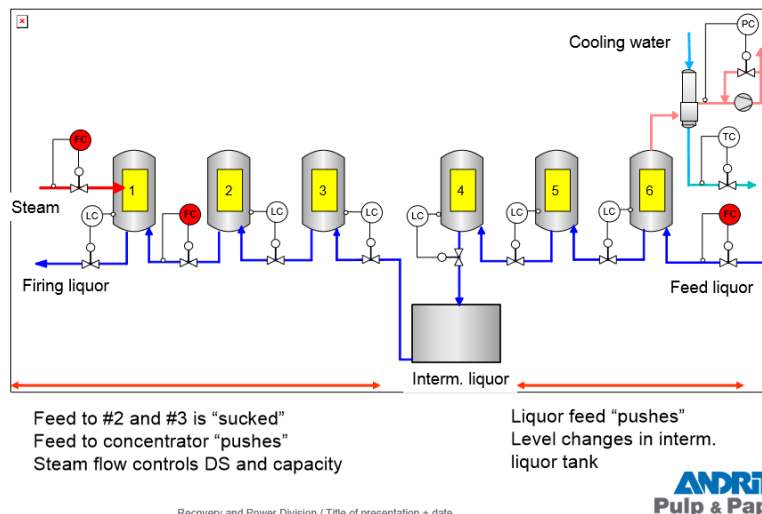 PC
Cooling water
TC
FC
1
2
3
4
5
6
Steam
LC
FC
LC
LC
LC
LC
LC
FC
Firing liquor
Feed liquor
Interm. liquor
Feed to #2 and #3 is “sucked”
Feed to concentrator “pushes”
Steam flow controls DS and capacity
Liquor feed “pushes”
Level changes in interm.
liquor tank
Recovery and Power Division / Title of presentation + date